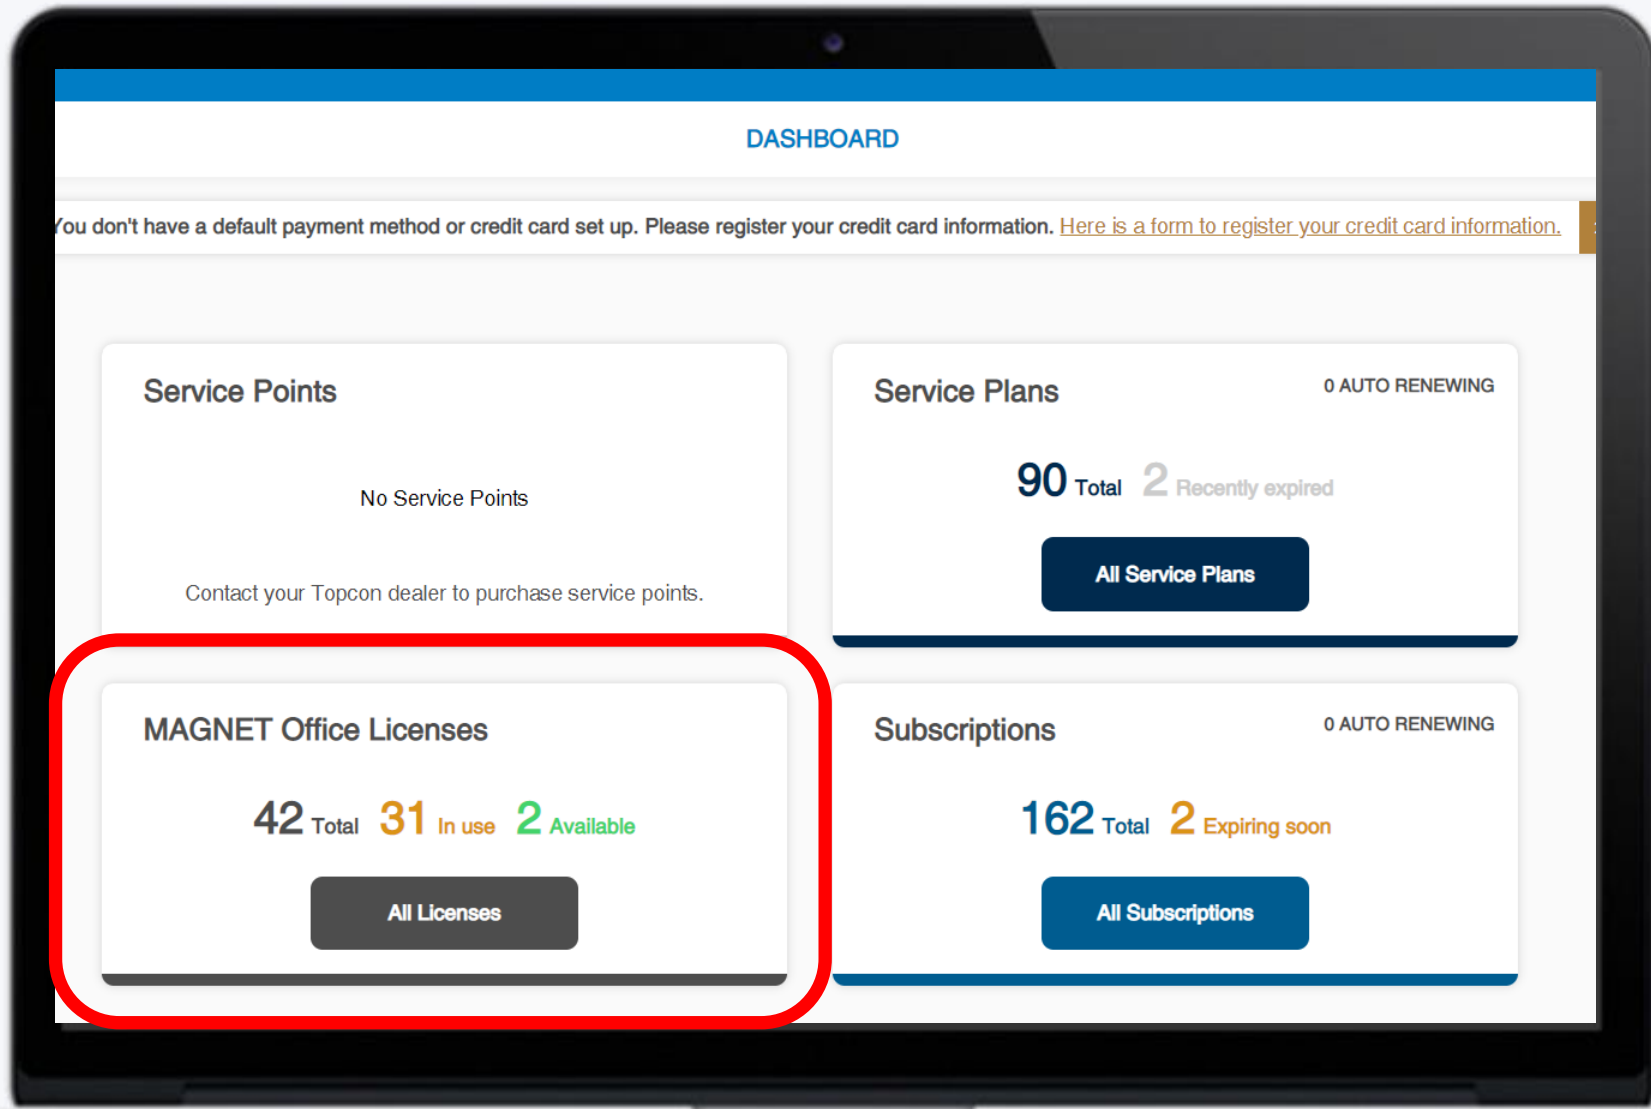 DASHBOARD
You don't have a default payment method or credit card set up. Please register your credit card information. Here is a form to register your credit card information.
Service Points
No Service Points
Contact your Topcon dealer to purchase service points.
Service Plans
0 AUTO RENEWING
90 Total 2 Recently expired
All Service Plans
MAGNET Office Licenses
42 Total 31 In use 2 Available
All Licenses
Subscriptions
0 AUTO RENEWING
162 Total 2 Expiring soon
All Subscriptions